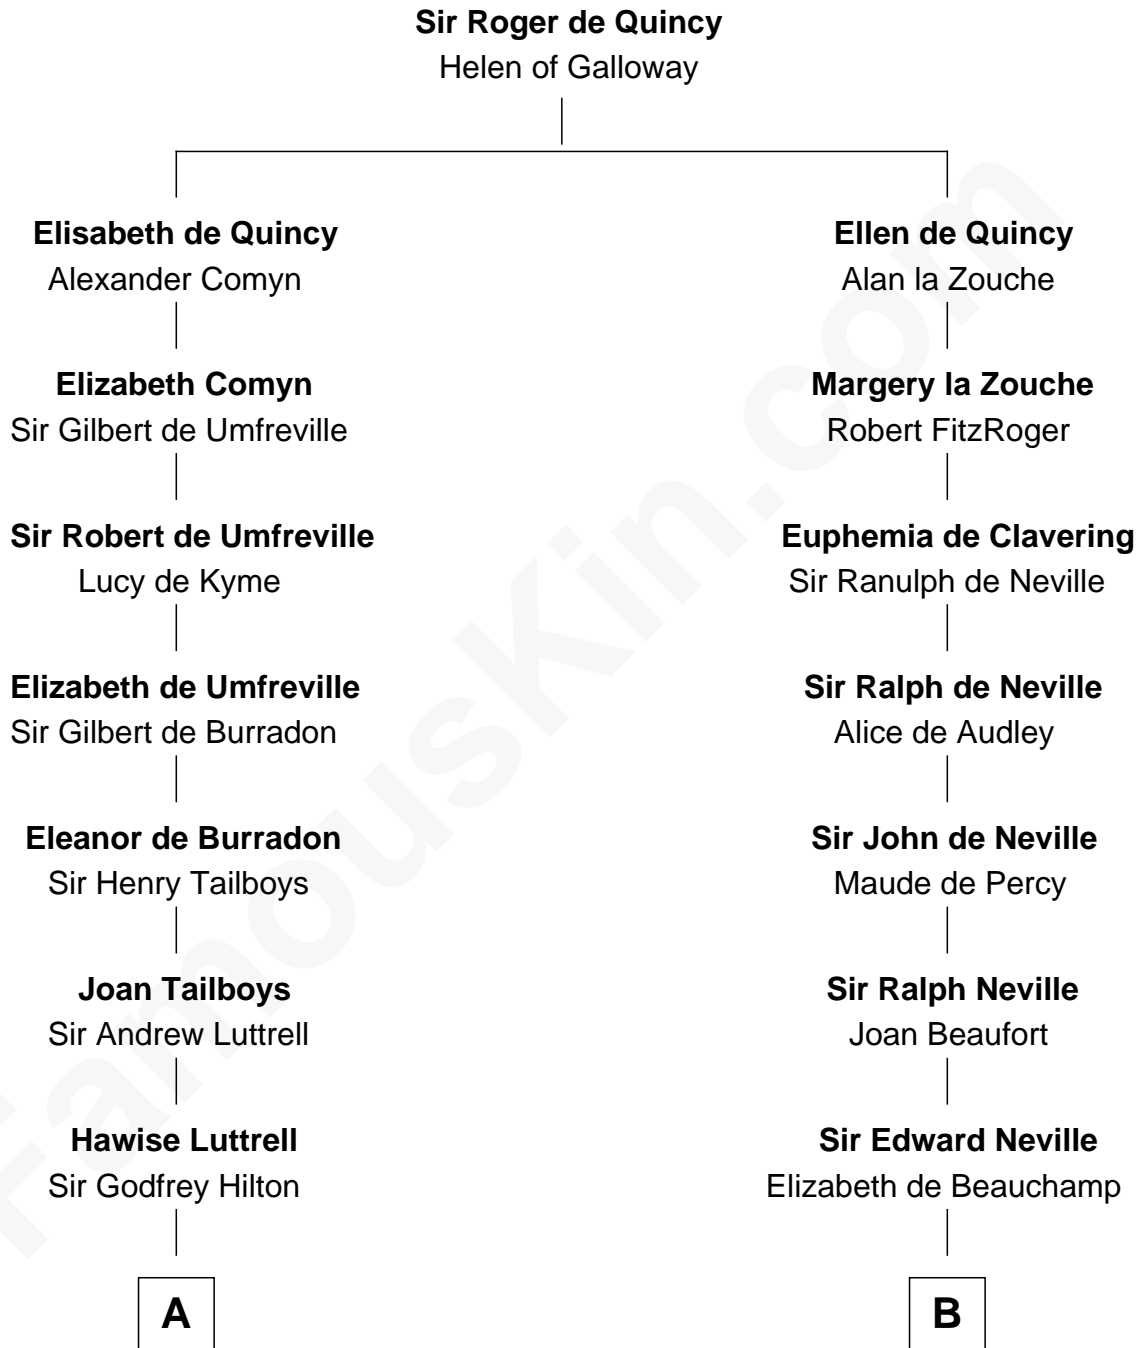 Sir Roger de Quincy
Helen of Galloway
Elisabeth de Quincy
Alexander Comyn
Elizabeth Comyn
Sir Gilbert de Umfreville
Sir Robert de Umfreville
Lucy de Kyme
Elizabeth de Umfreville
Sir Gilbert de Burradon
Eleanor de Burradon
Sir Henry Tailboys
Joan Tailboys
Sir Andrew Luttrell
Hawise Luttrell
Sir Godfrey Hilton
A
Ellen de Quincy
Alan la Zouche
Margery la Zouche
Robert FitzRoger
Euphemia de Clavering
Sir Ranulph de Neville
Sir Ralph de Neville
Alice de Audley
Sir John de Neville
Maude de Percy
Sir Ralph Neville
Joan Beaufort
Sir Edward Neville
Elizabeth de Beauchamp
B
FamousKin.com